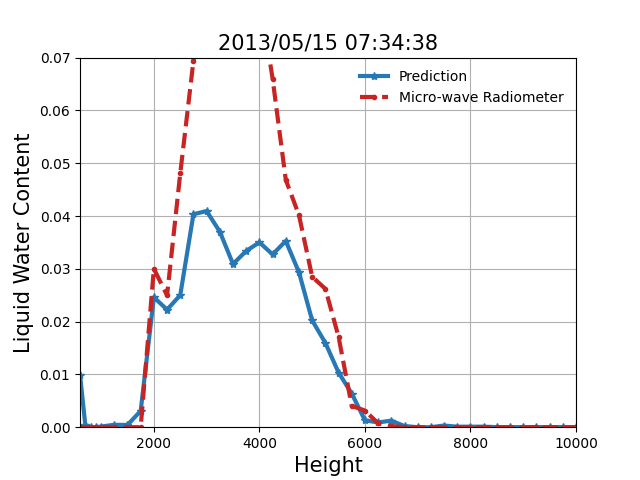 2013/05/15 07:34:38
Liquid Water Content
0.07
0.06
0.05
0.04
0.03
0.02
0.01
0.00
Prediction
Micro-wave Radiometer
2000 4000 6000 8000 10000
Height